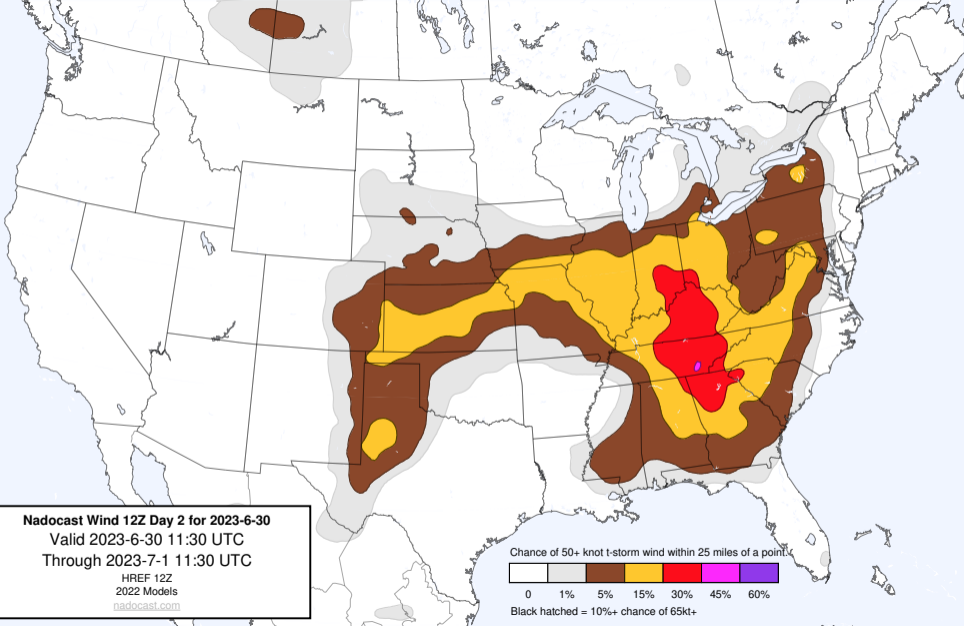 Nadocast Wind 12Z Day 2 for 2023-6-30
Valid 2023-6-30 11:30 UTC
Through 2023-7-1 11:30 UTC
HREF 12Z
2022 Models
nadocast.com
Chance of 50+ knot t-storm wind within 25 miles of a point.
0 1% 5% 15% 30% 45% 60%
Black hatched = 10%+ chance of 65kt+